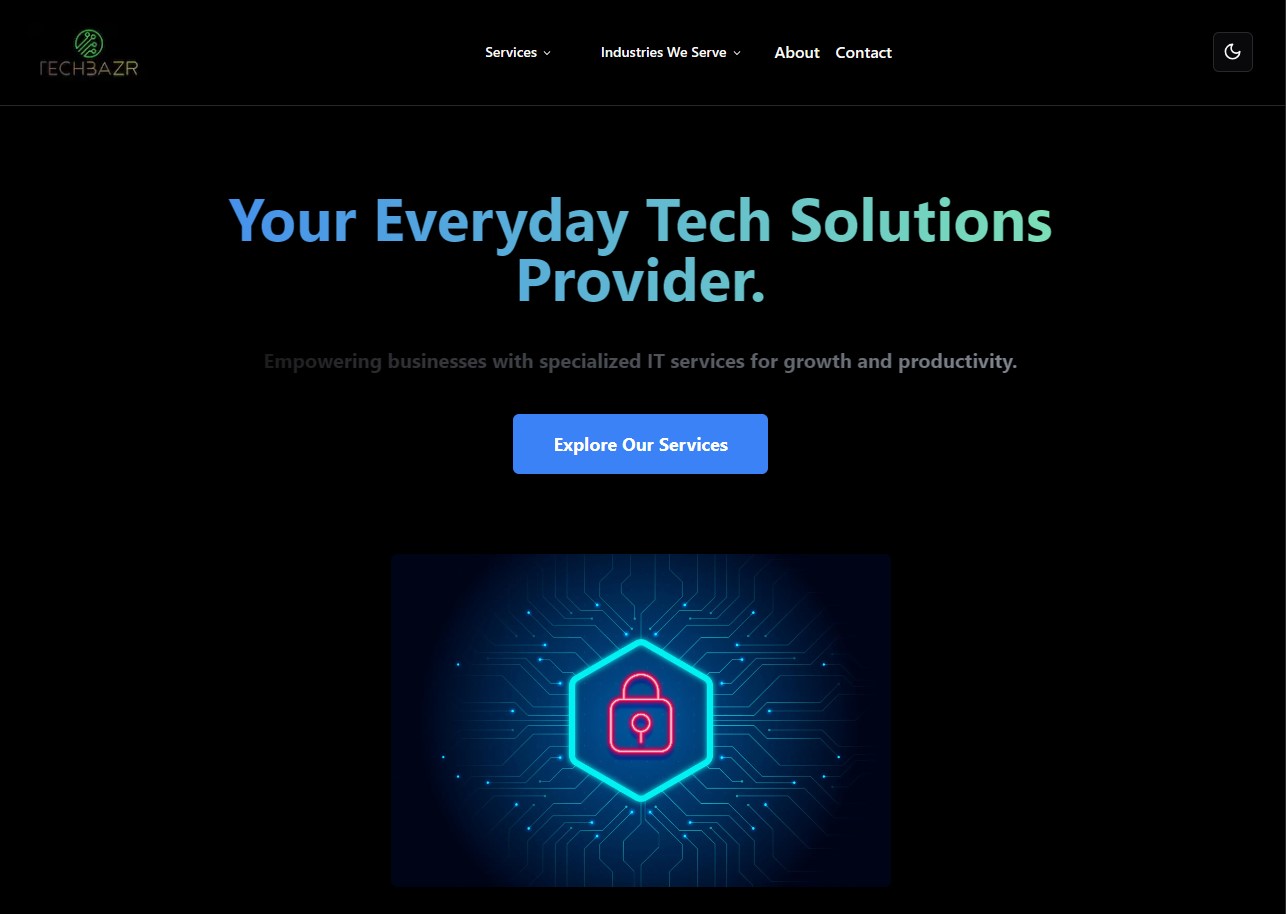 TECHBAZR
Services
Industries We Serve
About
Contact
Your Everyday Tech Solutions
Provider.
Empowering businesses with specialized IT services for growth and productivity.
Explore Our Services